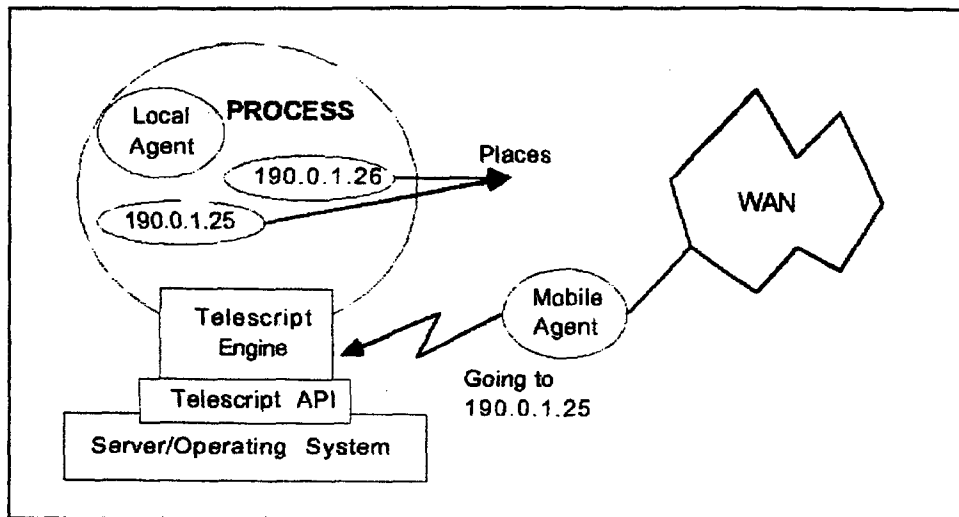 Local
Agent
PROCESS
190.0.1.26
190.0.1.25
Places
WAN
Mobile
Agent
Going to
190.0.1.25
Telescript
Engine
Telescript API
Server/Operating System